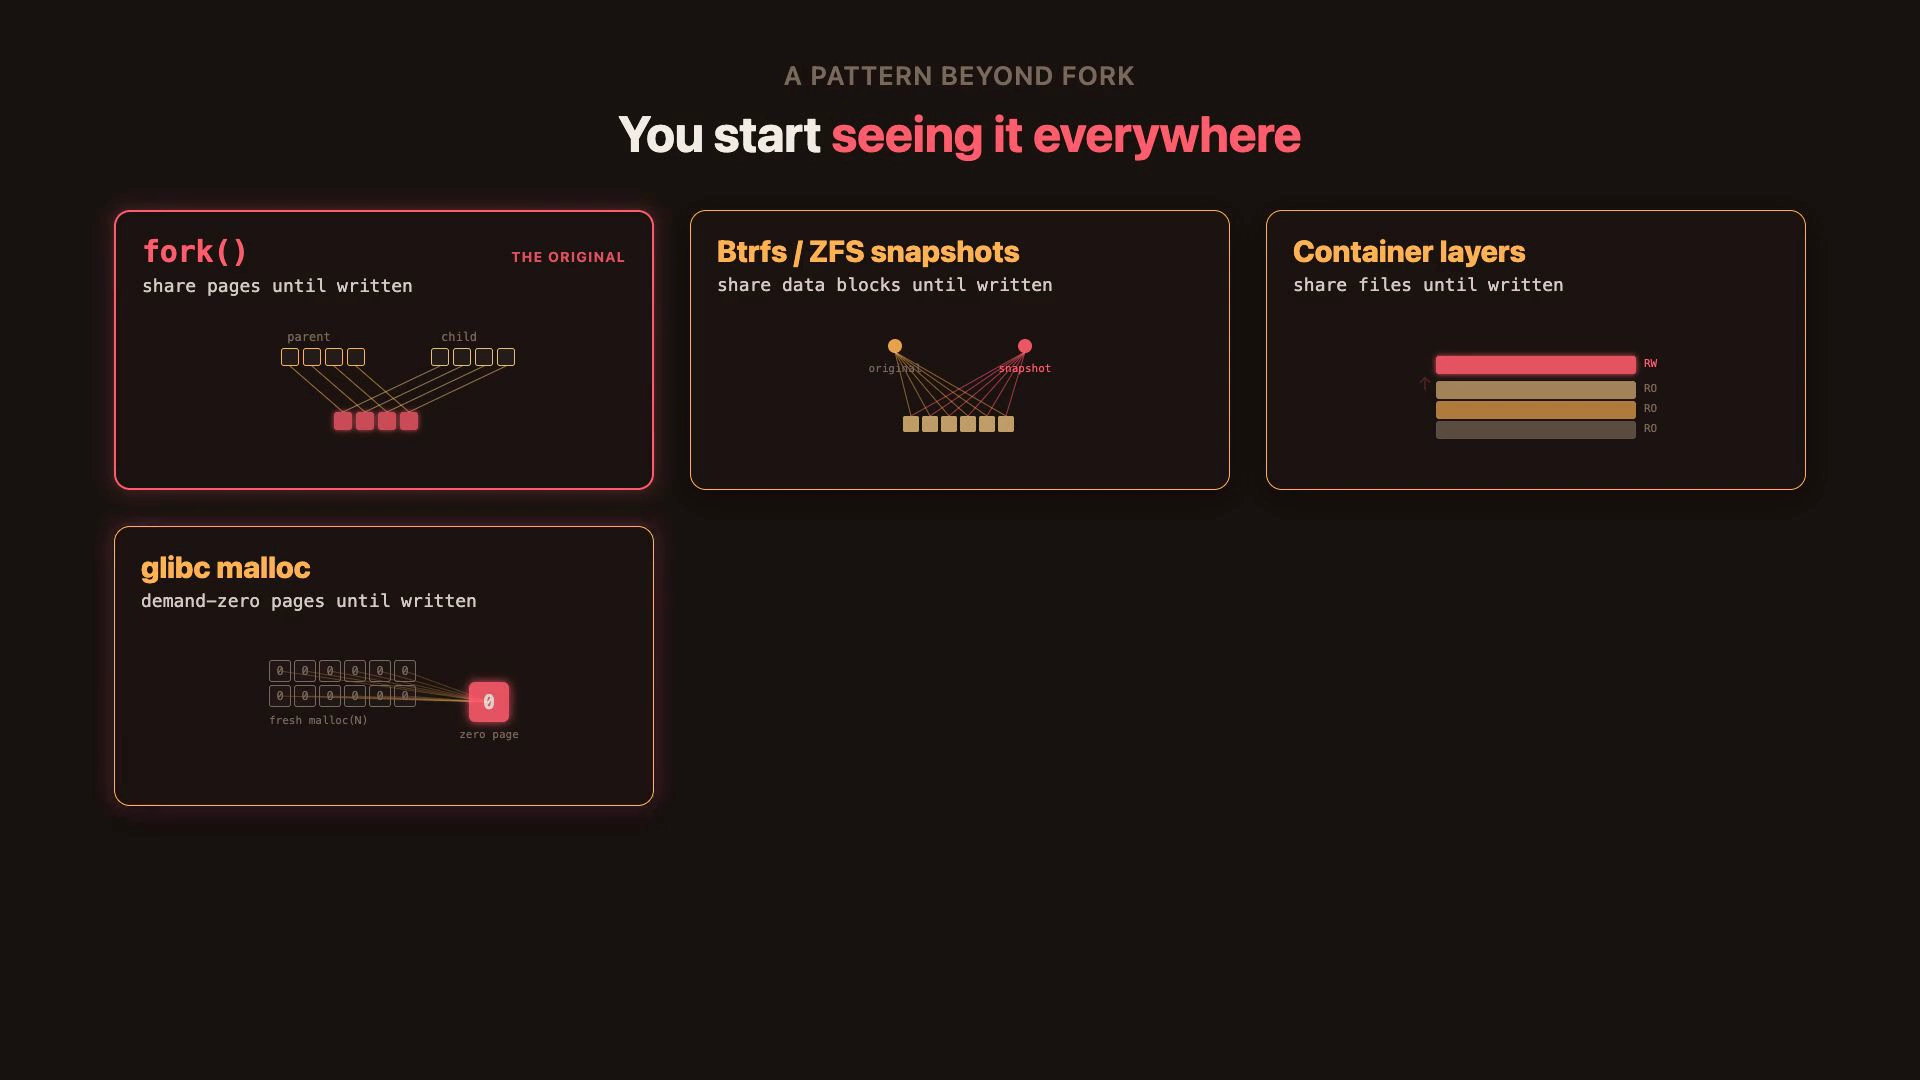 A PATTERN BEYOND FORK
You start seeing it everywhere
fork()
THE ORIGINAL
share pages until written
parent
child
Btrfs / ZFS snapshots
share data blocks until written
original
snapshot
Container layers
share files until written
RW
RO
RO
RO
glibc malloc
demand-zero pages until written
0 0 0 0 0 0
0 0 0 0 0 0
0
fresh malloc(N)
zero page